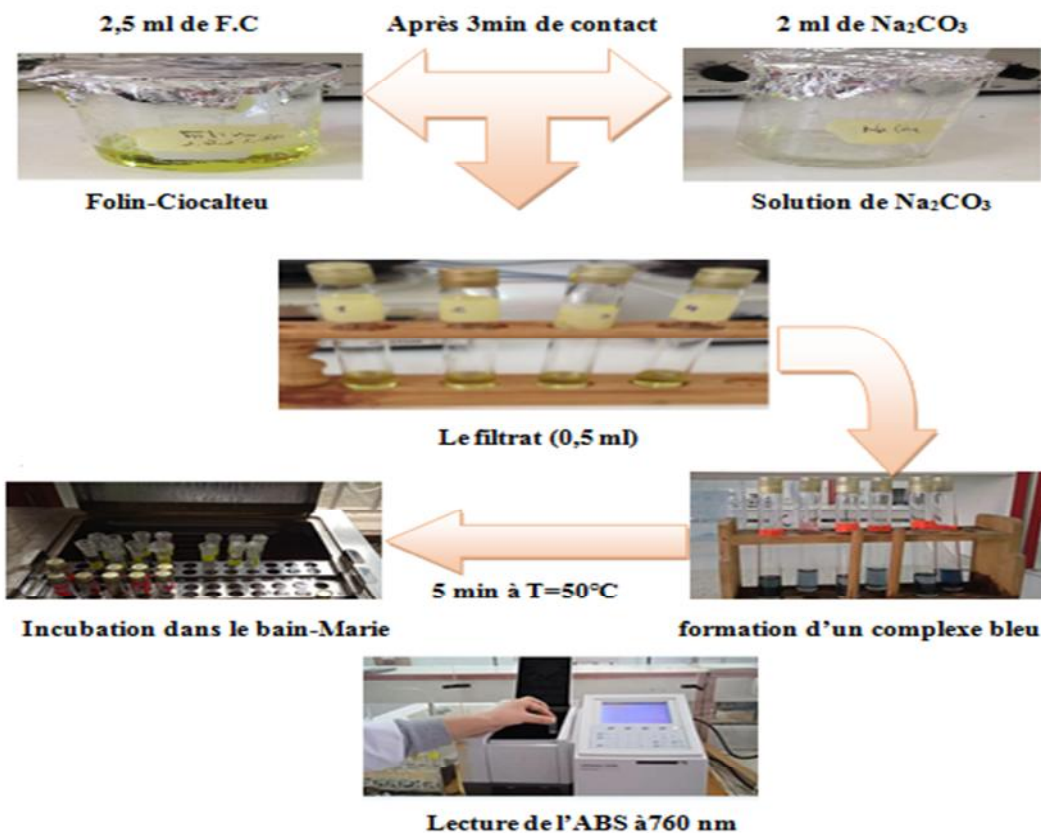 2,5 ml de F.C
Après 3min de contact
2 ml de Na₂CO₃
Folin-Ciocalteu
Solution de Na₂CO₃
Le filtrat (0,5 ml)
5 min à T=50°C
Incubation dans le bain-Marie
formation d’un complexe bleu
Lecture de l’ABS à760 nm